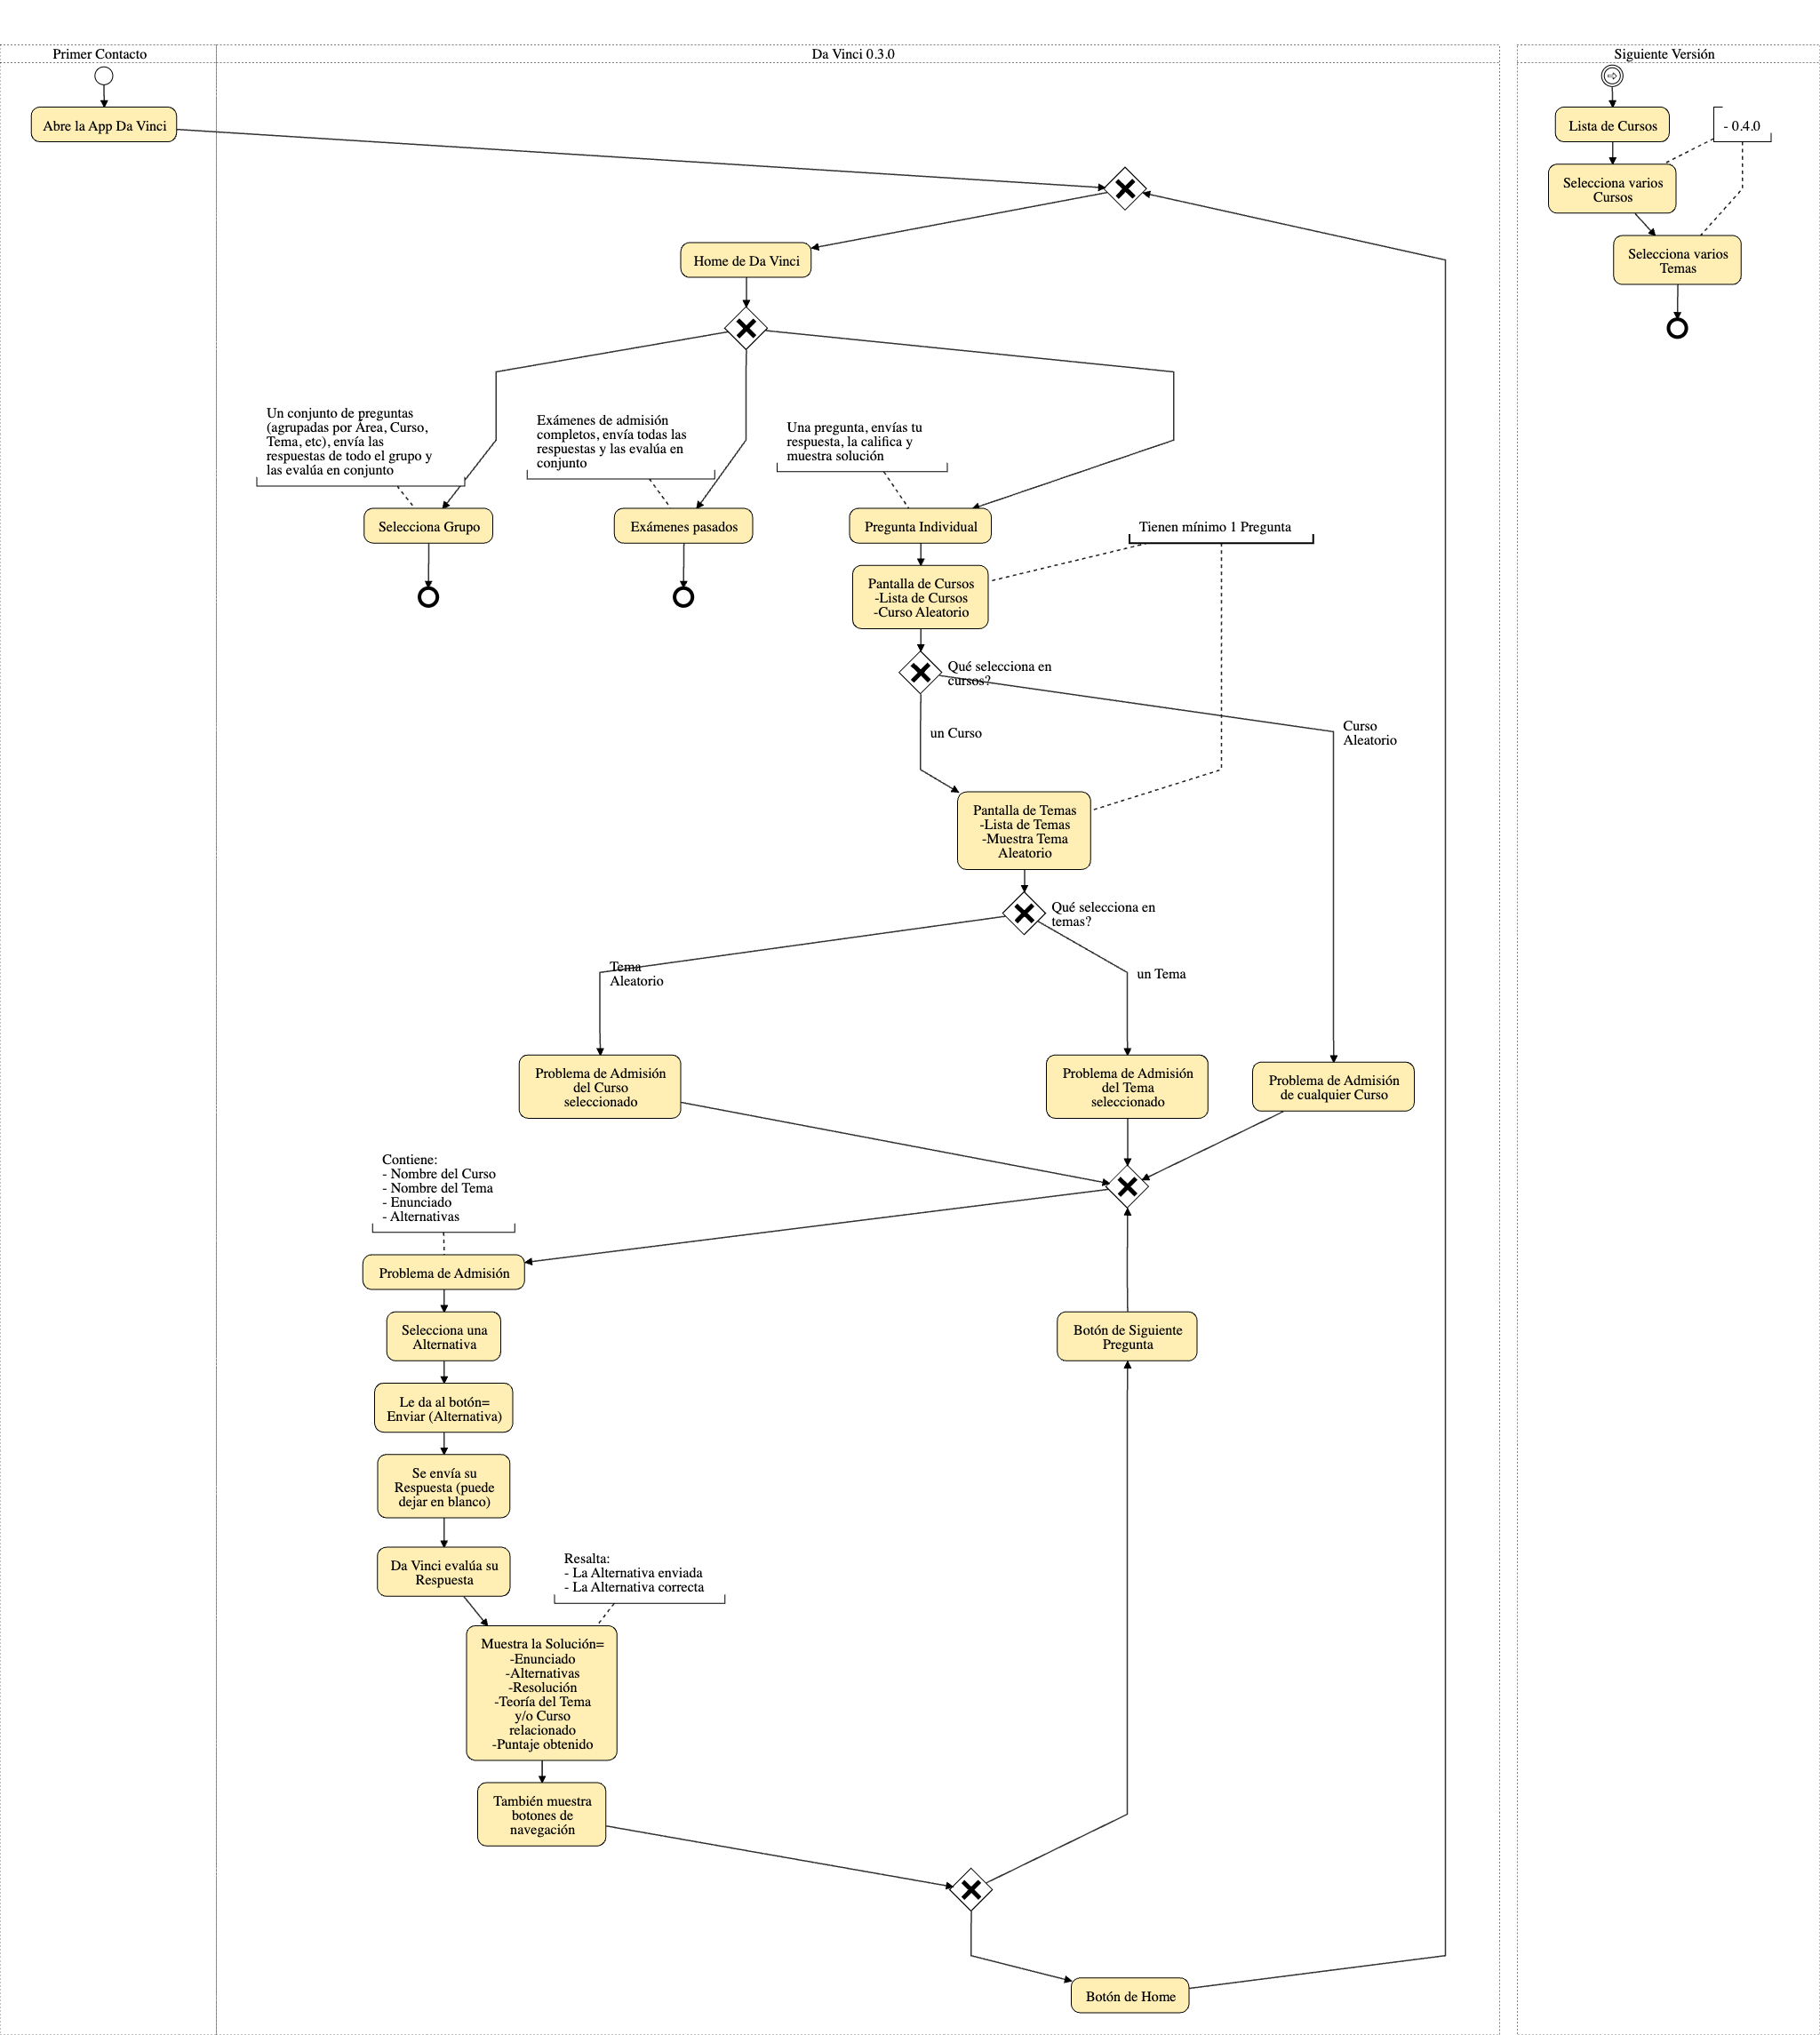 Primer Contacto
Da Vinci 0.3.0
Siguiente Versión
Abre la App Da Vinci
Lista de Cursos
- 0.4.0
Selecciona varios
Cursos
Selecciona varios
Temas
Home de Da Vinci
Un conjunto de preguntas
(agrupadas por Área, Curso,
Tema, etc), envía las
respuestas de todo el grupo y
las evalúa en conjunto
Exámenes de admisión
completos, envía todas las
respuestas y las evalúa en
conjunto
Una pregunta, envías tu
respuesta, la califica y
muestra solución
Selecciona Grupo
Exámenes pasados
Pregunta Individual
Tienen mínimo 1 Pregunta
Pantalla de Cursos
-Lista de Cursos
-Curso Aleatorio
Qué selecciona en
cursos?
un Curso
Curso
Aleatorio
Pantalla de Temas
-Lista de Temas
-Muestra Tema
Aleatorio
Qué selecciona en
temas?
Tema
Aleatorio
un Tema
Problema de Admisión
del Curso
seleccionado
Problema de Admisión
del Tema
seleccionado
Problema de Admisión
de cualquier Curso
Contiene:
- Nombre del Curso
- Nombre del Tema
- Enunciado
- Alternativas
Problema de Admisión
Selecciona una
Alternativa
Botón de Siguiente
Pregunta
Le da al botón=
Enviar (Alternativa)
Se envía su
Respuesta (puede
dejar en blanco)
Da Vinci evalúa su
Respuesta
Resalta:
- La Alternativa enviada
- La Alternativa correcta
Muestra la Solución=
-Enunciado
-Alternativas
-Resolución
-Teoría del Tema
y/o Curso
relacionado
-Puntaje obtenido
También muestra
botones de
navegación
Botón de Home